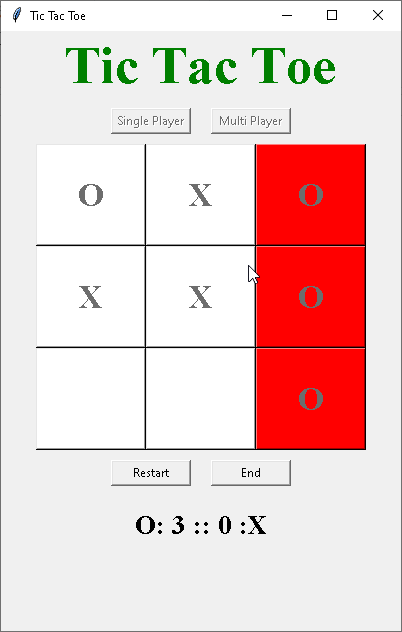 Tic Tac Toe
Tic Tac Toe
Single Player Multi Player
O X O
X X O
O
Restart End
O: 3 :: 0 :X